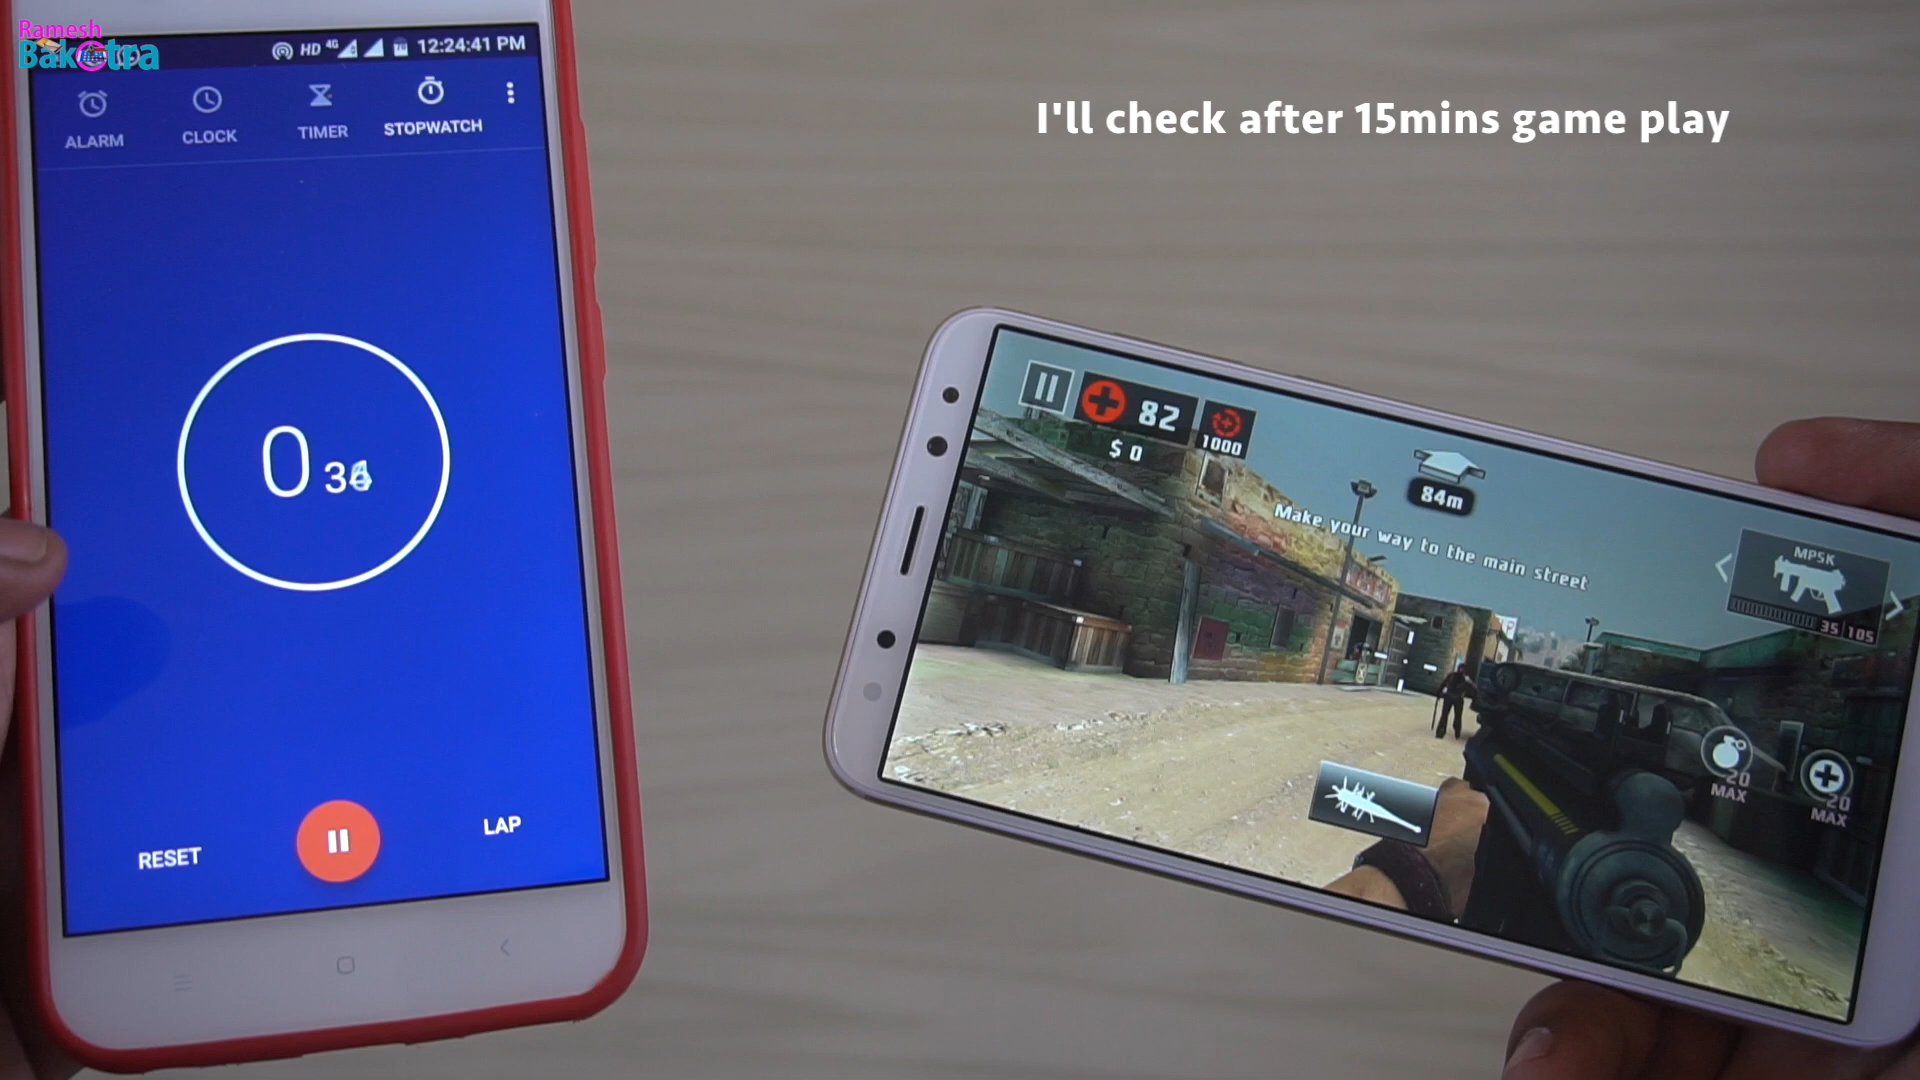 Ramesh
Bakotra
HD 4G 12:24:41 PM
ALARM CLOCK TIMER STOPWATCH
0
RESET LAP
I'll check after 15mins game play
82
1000
$ 0
84m
Make your way to the main street
MP5K
35 | 105
20
MAX
20
MAX